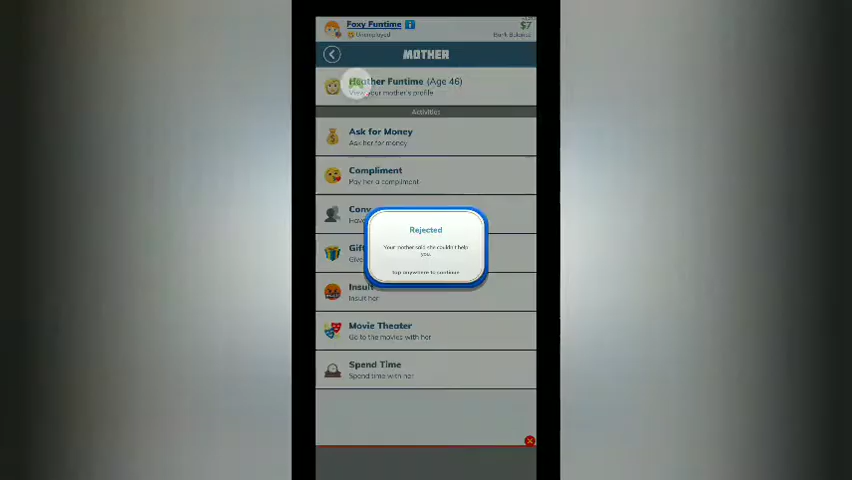 Foxy Funtime
$7
Unemployed
Bank Balance
MOTHER
Heather Funtime (Age 46)
View your mother's profile
Activities
Ask for Money
Ask her for money
Compliment
Pay her a compliment
Conv
Have
Rejected
Your mother said she couldn't help
you.
Tap anywhere to continue
Gift
Give
Insult
Insult her
Movie Theater
Go to the movies with her
Spend Time
Spend time with her